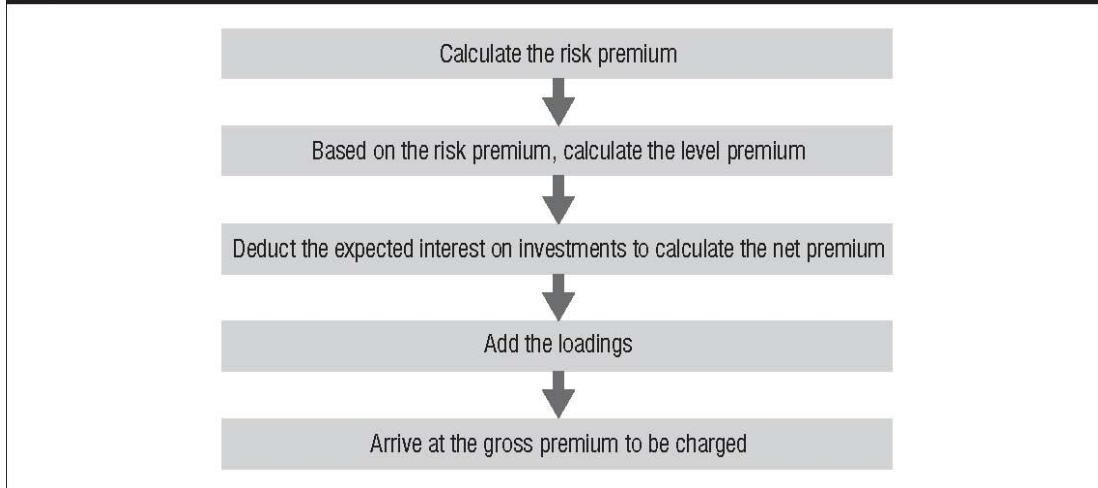 Calculate the risk premium
Based on the risk premium, calculate the level premium
Deduct the expected interest on investments to calculate the net premium
Add the loadings
Arrive at the gross premium to be charged